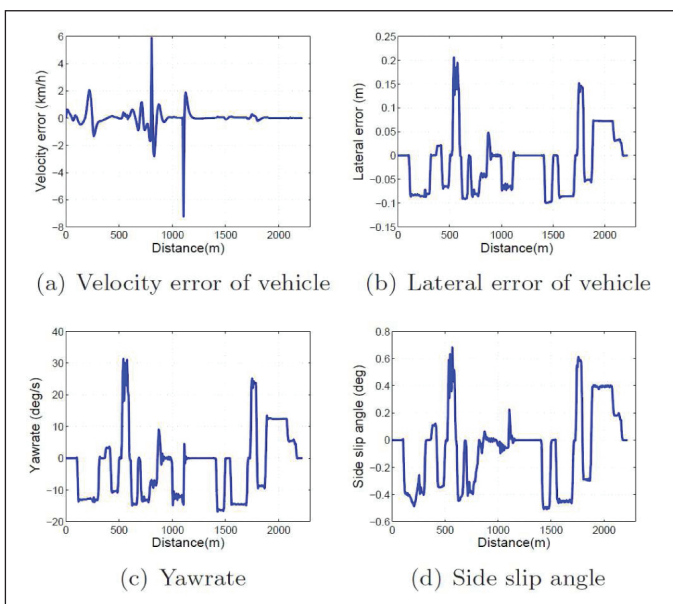 6
4
2
0
−2
−4
−6
−8
Velocity error (km/h)
0 500 1000 1500 2000
Distance(m)
(a) Velocity error of vehicle
0.25
0.2
0.15
0.1
0.05
0
−0.05
−0.1
−0.15
Lateral error (m)
0 500 1000 1500 2000
Distance(m)
(b) Lateral error of vehicle
40
30
20
10
0
−10
−20
Yawrate (deg/s)
0 500 1000 1500 2000
Distance(m)
(c) Yawrate
0.8
0.6
0.4
0.2
0
−0.2
−0.4
−0.6
Side slip angle (deg)
0 500 1000 1500 2000
Distance(m)
(d) Side slip angle